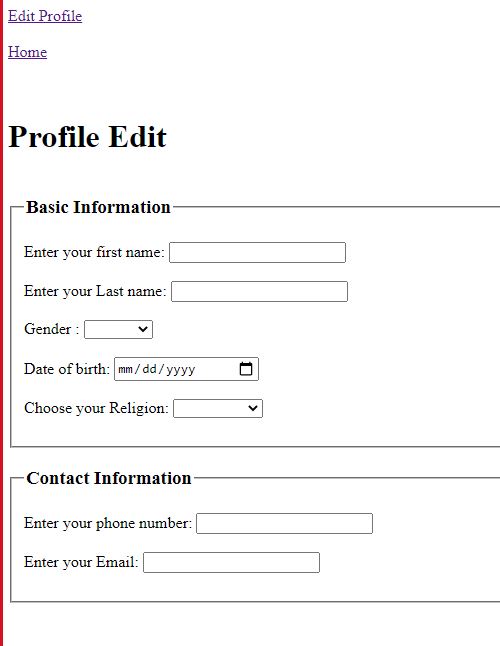 Edit Profile
Home
Profile Edit
Basic Information
Enter your first name:
Enter your Last name:
Gender :
Date of birth: mm/dd/yyyy
Choose your Religion:
Contact Information
Enter your phone number:
Enter your Email: